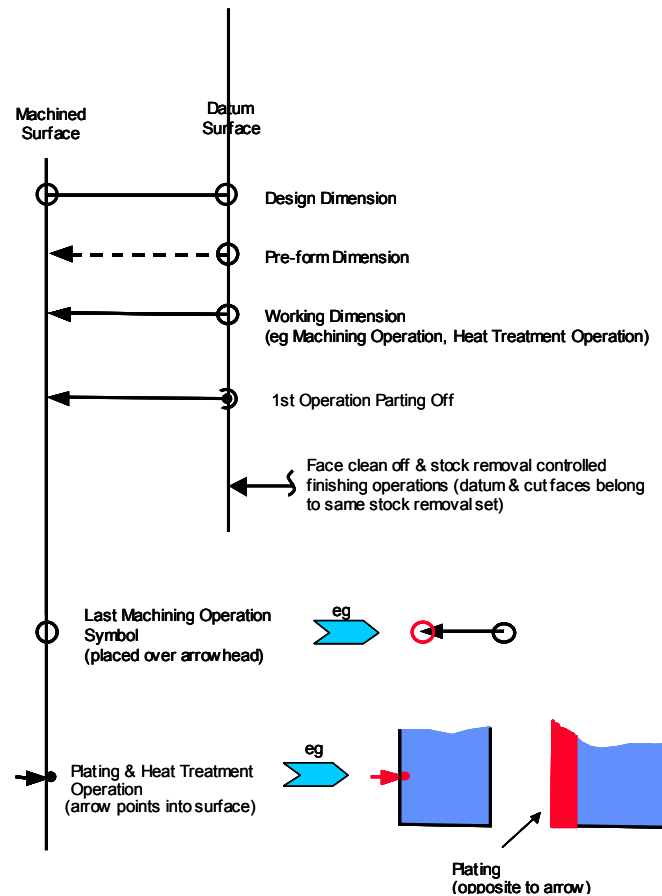 Machined
Surface
Datum
Surface
Design Dimension
Pre-form Dimension
Working Dimension
(eg Machining Operation, Heat Treatment Operation)
1st Operation Parting Off
Face clean off & stock removal controlled
finishing operations (datum & cut faces belong
to same stock removal set)
Last Machining Operation
Symbol
(placed over arrowhead)
eg
Plating & Heat Treatment
Operation
(arrow points into surface)
eg
Plating
(opposite to arrow)